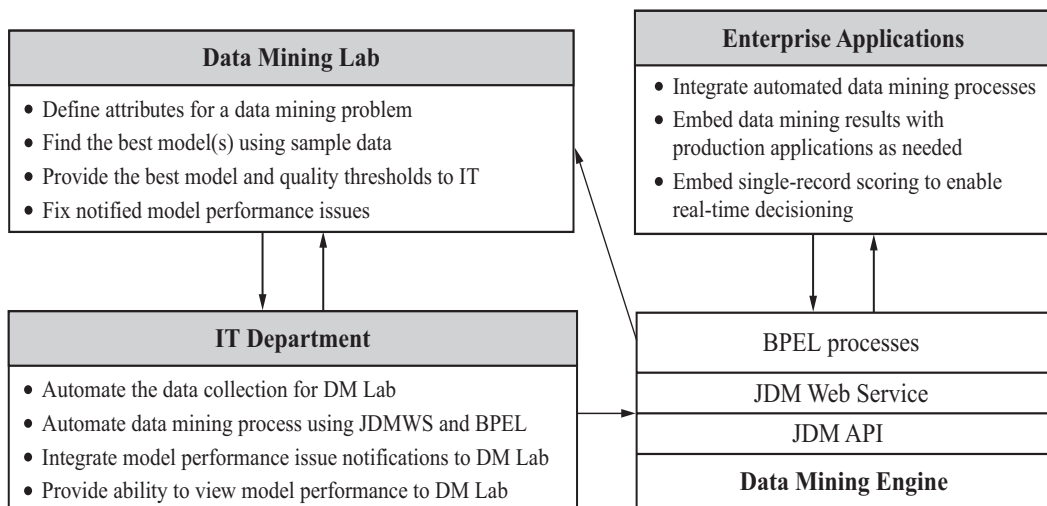 Data Mining Lab
• Define attributes for a data mining problem
• Find the best model(s) using sample data
• Provide the best model and quality thresholds to IT
• Fix notified model performance issues
Enterprise Applications
• Integrate automated data mining processes
• Embed data mining results with
production applications as needed
• Embed single-record scoring to enable
real-time decisioning
IT Department
• Automate the data collection for DM Lab
• Automate data mining process using JDMWS and BPEL
• Integrate model performance issue notifications to DM Lab
• Provide ability to view model performance to DM Lab
BPEL processes
JDM Web Service
JDM API
Data Mining Engine